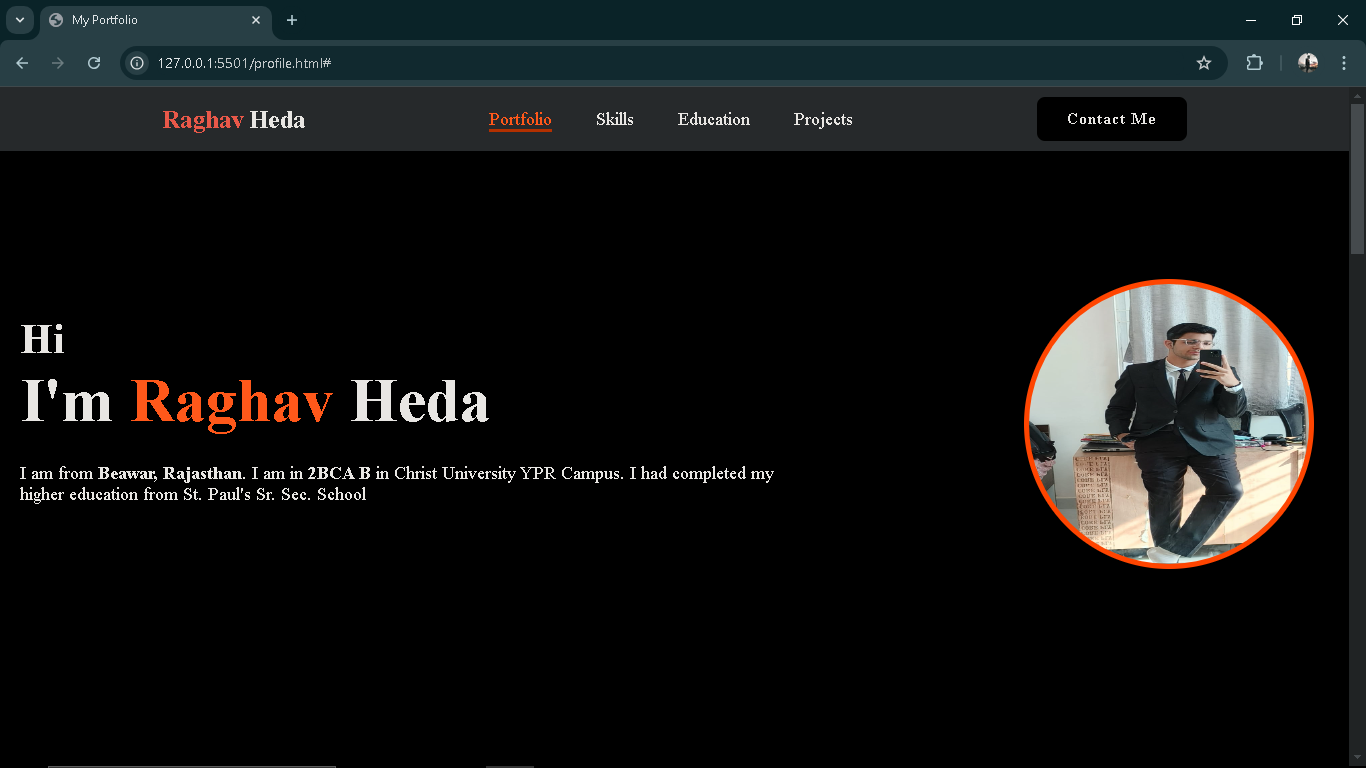 My Portfolio
127.0.0.1:5501/profile.html#
Raghav Heda
Portfolio
Skills
Education
Projects
Contact Me
Hi
I'm Raghav Heda
I am from Beawar, Rajasthan. I am in 2BCA B in Christ University YPR Campus. I had completed my
higher education from St. Paul's Sr. Sec. School